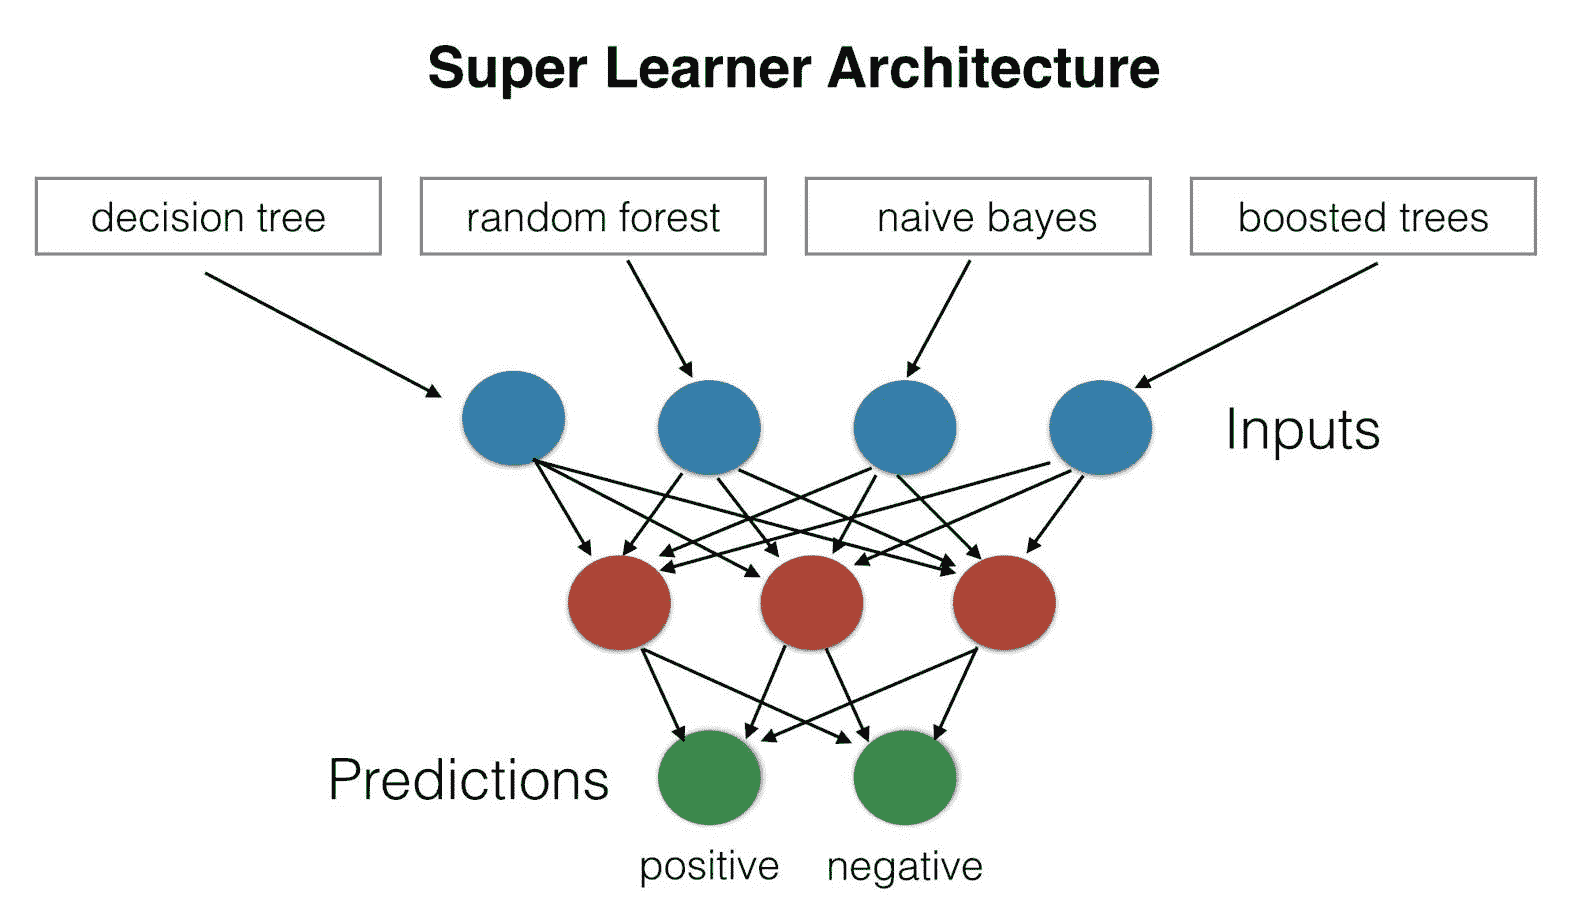 Super Learner Architecture
decision tree
random forest
naive bayes
boosted trees
Inputs
Predictions
positive
negative